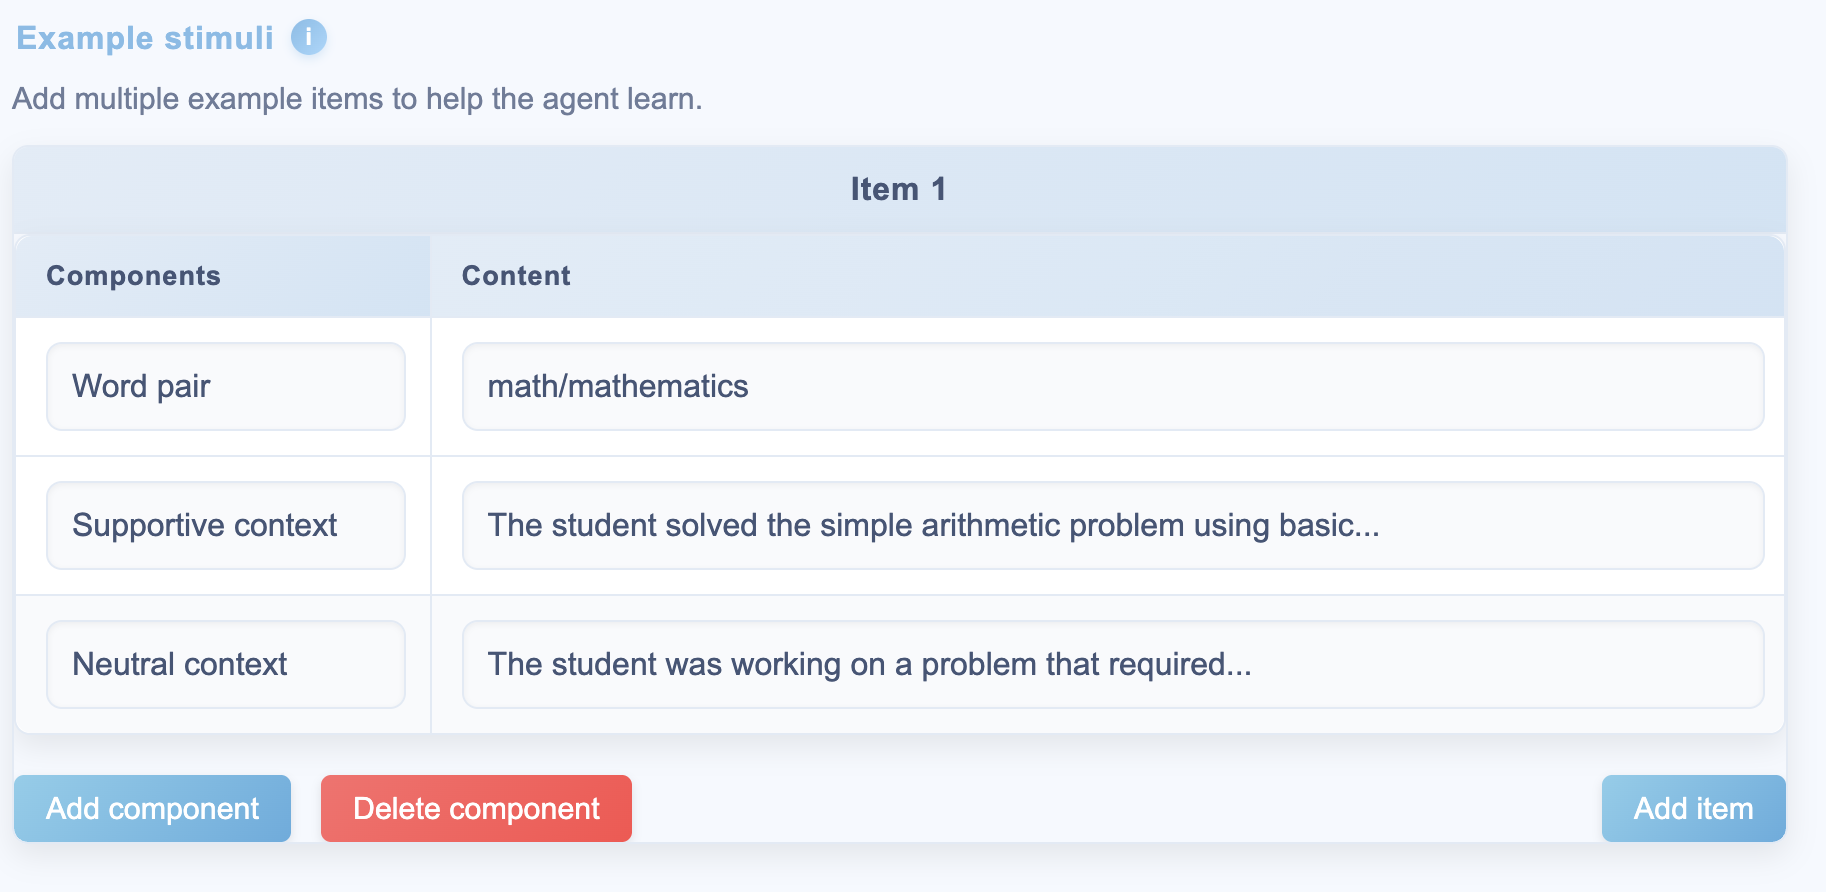 Example stimuli i
Add multiple example items to help the agent learn.
Item 1
Components Content
Word pair math/mathematics
Supportive context The student solved the simple arithmetic problem using basic...
Neutral context The student was working on a problem that required...
Add component Delete component Add item